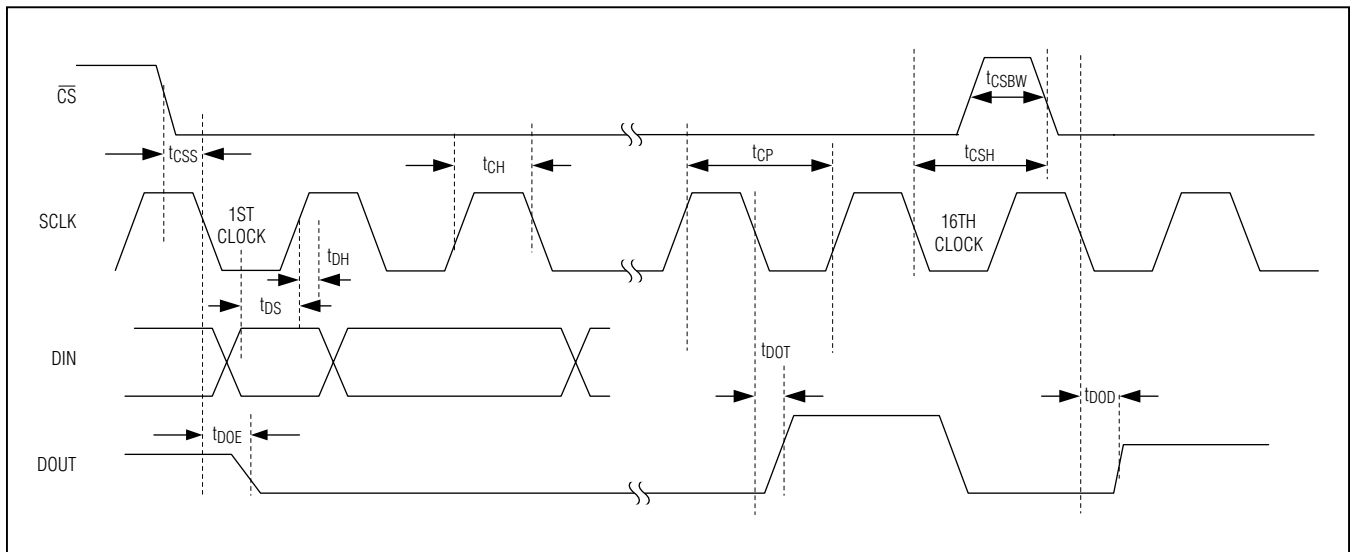 CS
tCSBW
tCSS
tCH
tCP
tCSH
SCLK
1ST
CLOCK
16TH
CLOCK
tDH
tDS
DIN
tDOT
tDOE
tDOD
DOUT